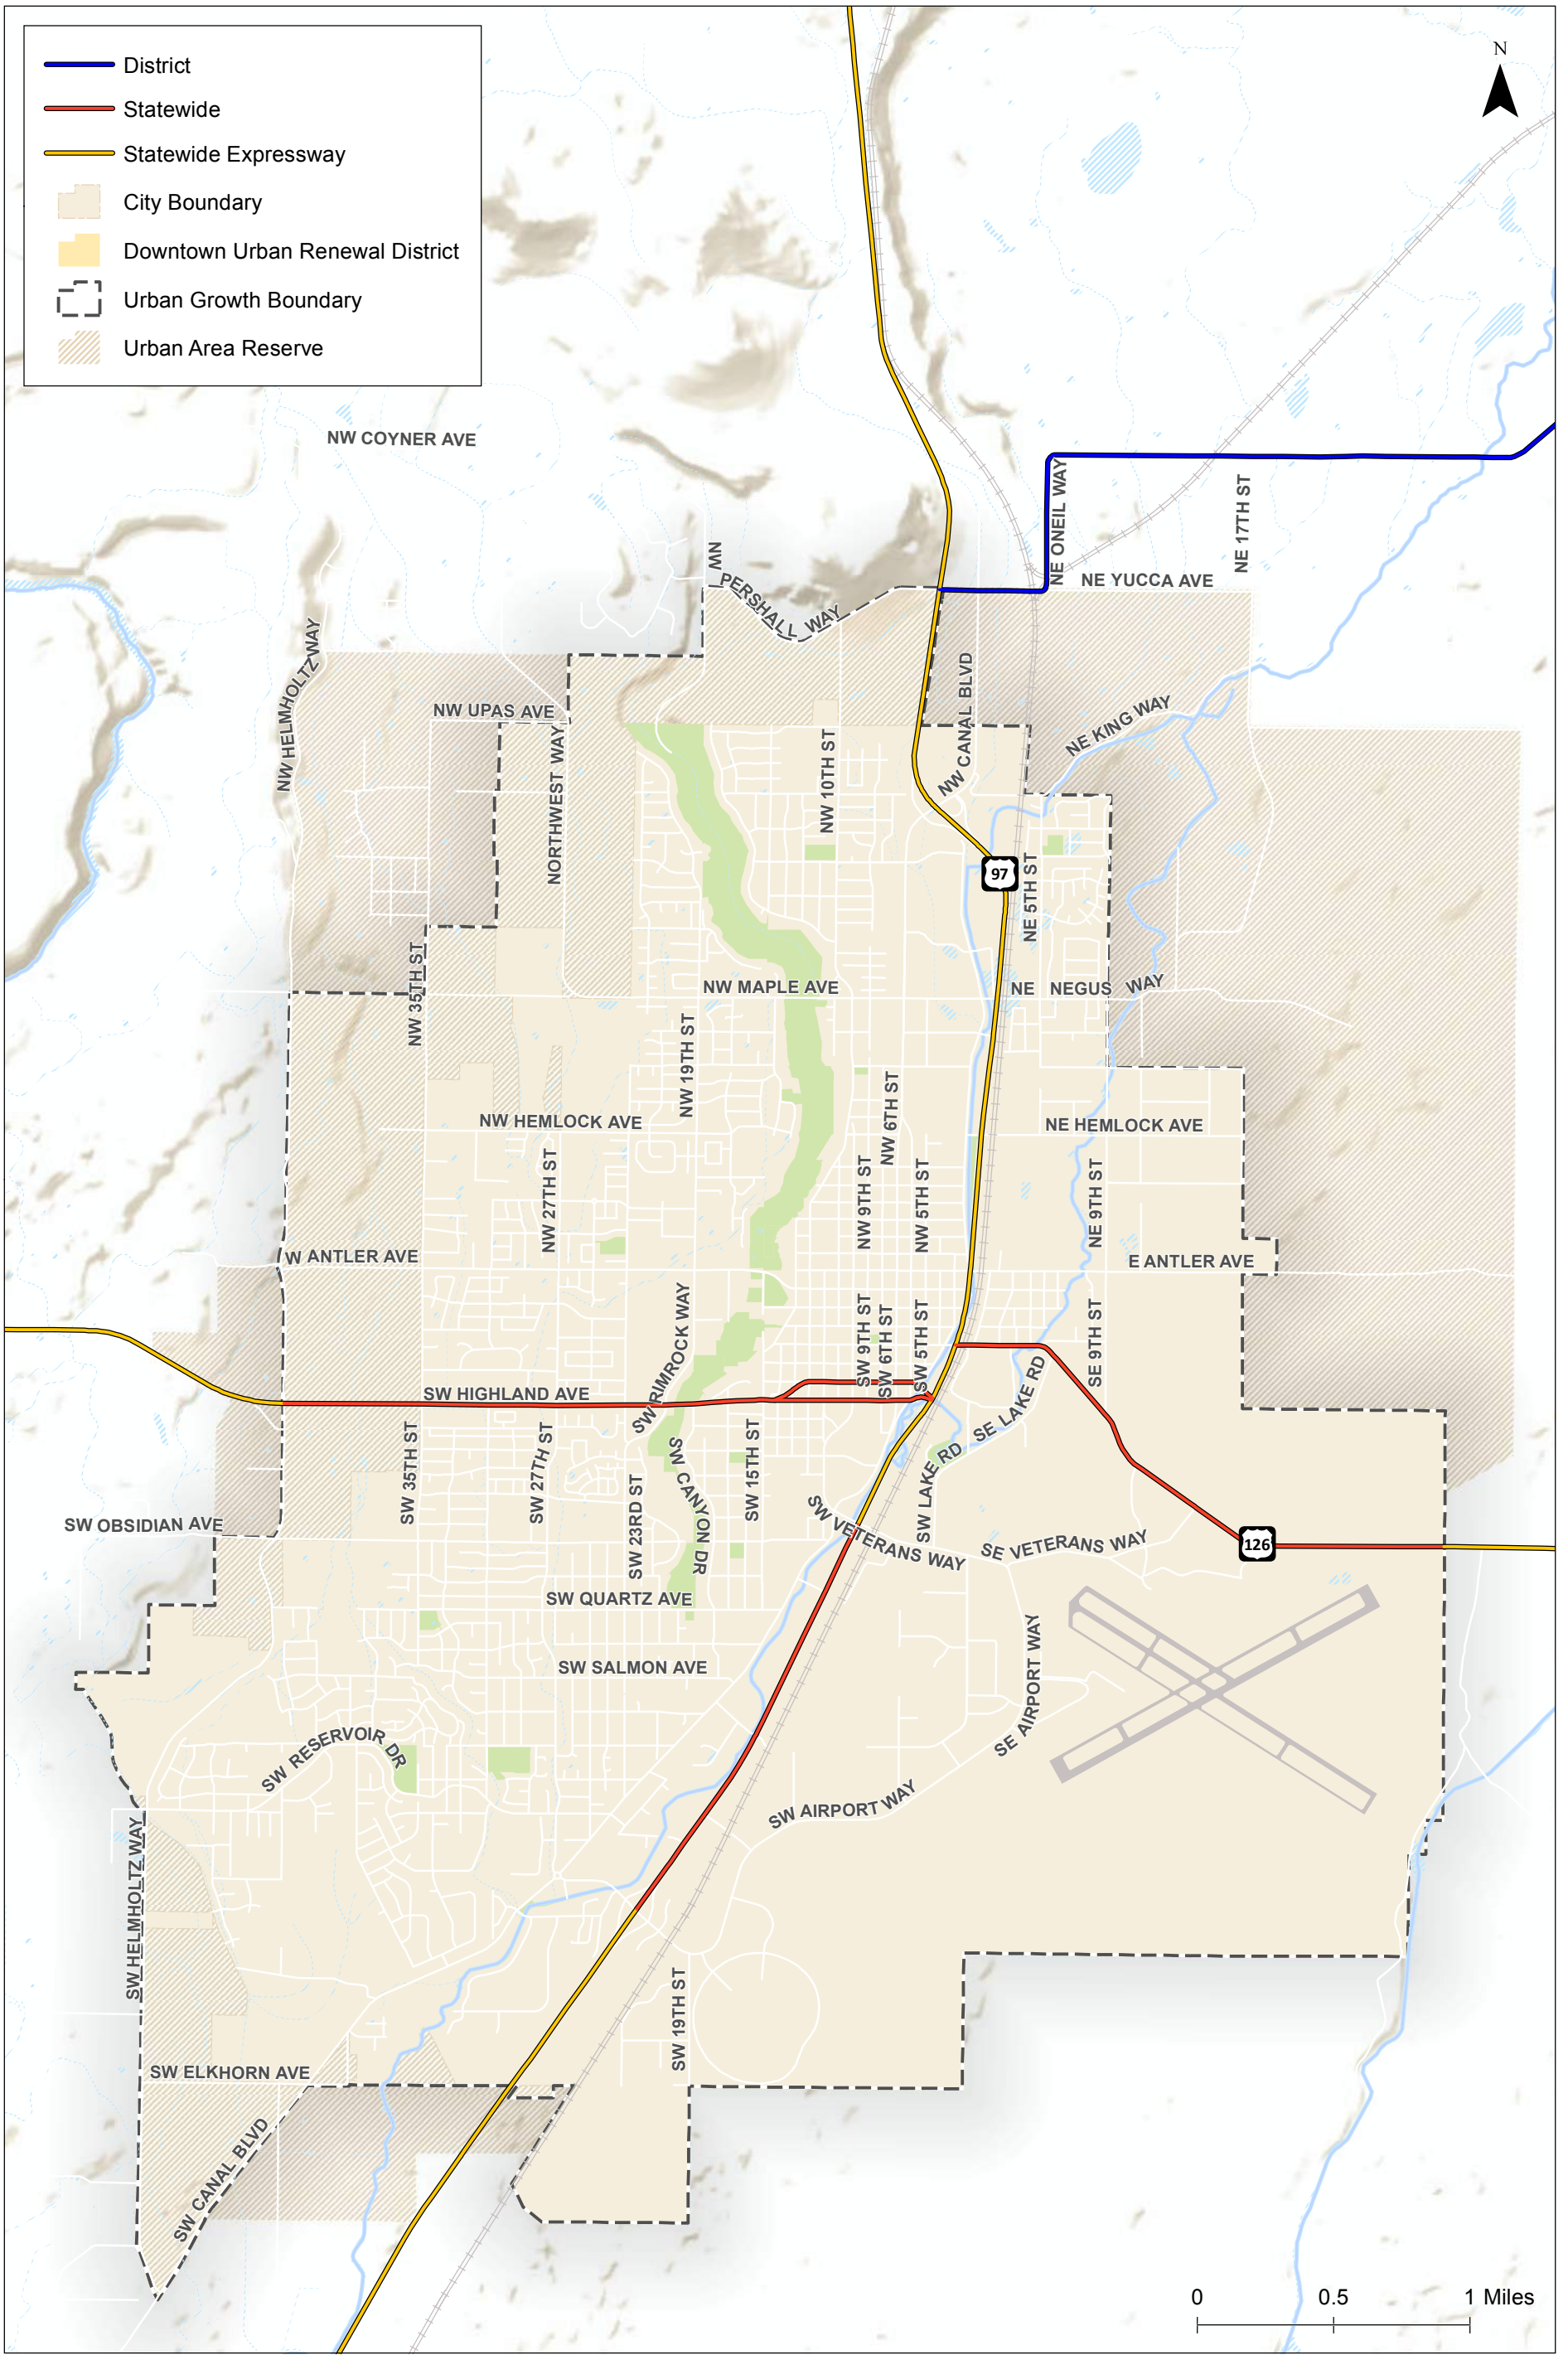 District
Statewide
Statewide Expressway
City Boundary
Downtown Urban Renewal District
Urban Growth Boundary
Urban Area Reserve
N
NW COYNER AVE
NE ONEIL WAY
NE 17TH ST
NE YUCCA AVE
NW
PERSHALL WAY
NW HELMHOLTZ WAY
NW UPAS AVE
NORTHWEST WAY
NW 10TH ST
NW CANAL BLVD
NE KING WAY
97
NE 5TH ST
NW 35TH ST
NW MAPLE AVE
NE NEGUS WAY
NW 19TH ST
NW HEMLOCK AVE
NW 6TH ST
NE HEMLOCK AVE
NW 27TH ST
NW 9TH ST
NW 5TH ST
NE 9TH ST
W ANTLER AVE
E ANTLER AVE
SW RIMROCK WAY
SW 9TH ST
SW 6TH ST
SW 5TH ST
SE 9TH ST
SW HIGHLAND AVE
SE LAKE RD
SW 35TH ST
SW 27TH ST
SW 23RD ST
SW CANYON DR
SW 15TH ST
SW LAKE RD
SW OBSIDIAN AVE
SW VETERANS WAY
SE VETERANS WAY
126
SW QUARTZ AVE
SW SALMON AVE
SE AIRPORT WAY
SW RESERVOIR DR
SW AIRPORT WAY
SW HELMHOLTZ WAY
SW 19TH ST
SW ELKHORN AVE
SW CANAL BLVD
0 0.5 1 Miles